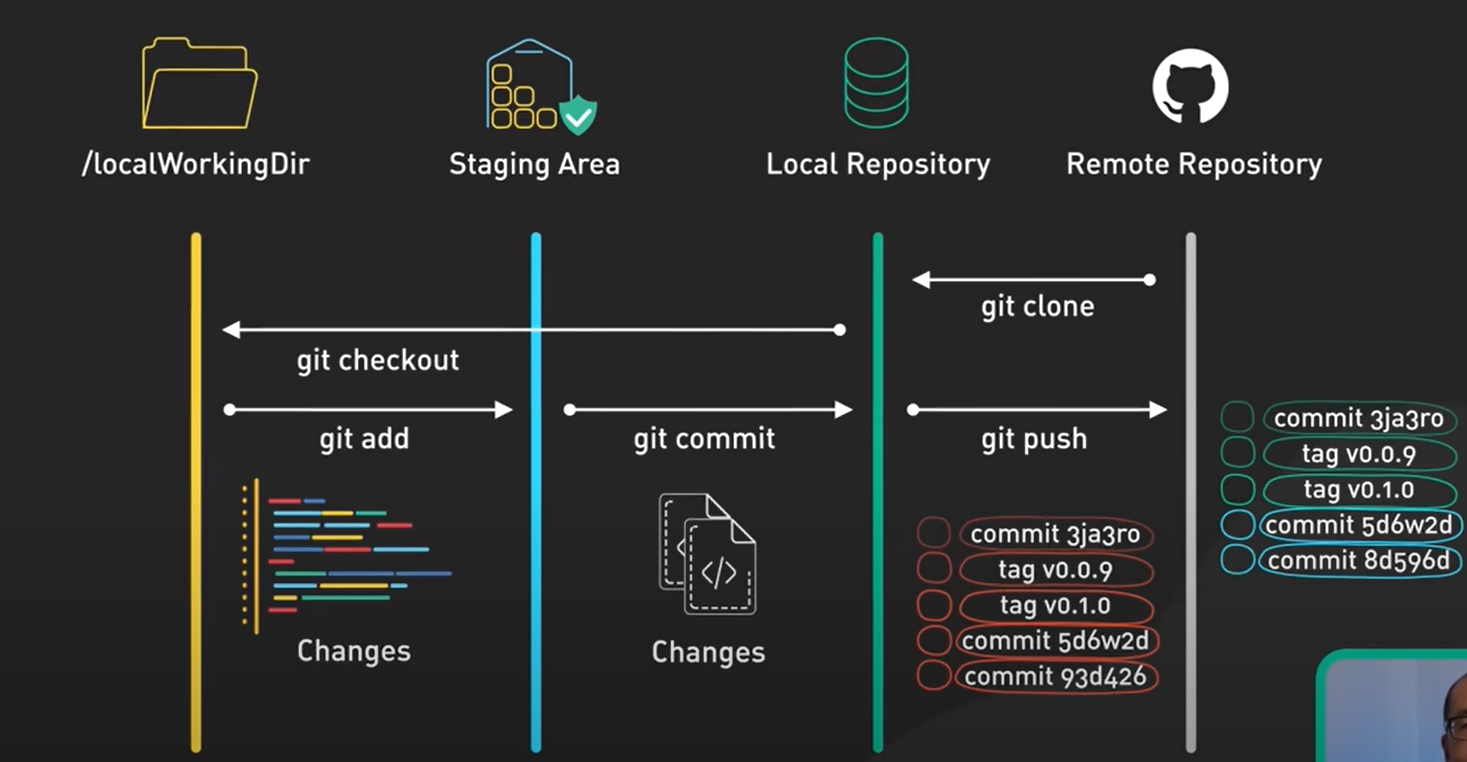 /localWorkingDir
Staging Area
Local Repository
Remote Repository
git clone
git checkout
git add
git commit
git push
Changes
</>
Changes
commit 3ja3ro
tag v0.0.9
tag v0.1.0
commit 5d6w2d
commit 93d426
commit 3ja3ro
tag v0.0.9
tag v0.1.0
commit 5d6w2d
commit 8d596d